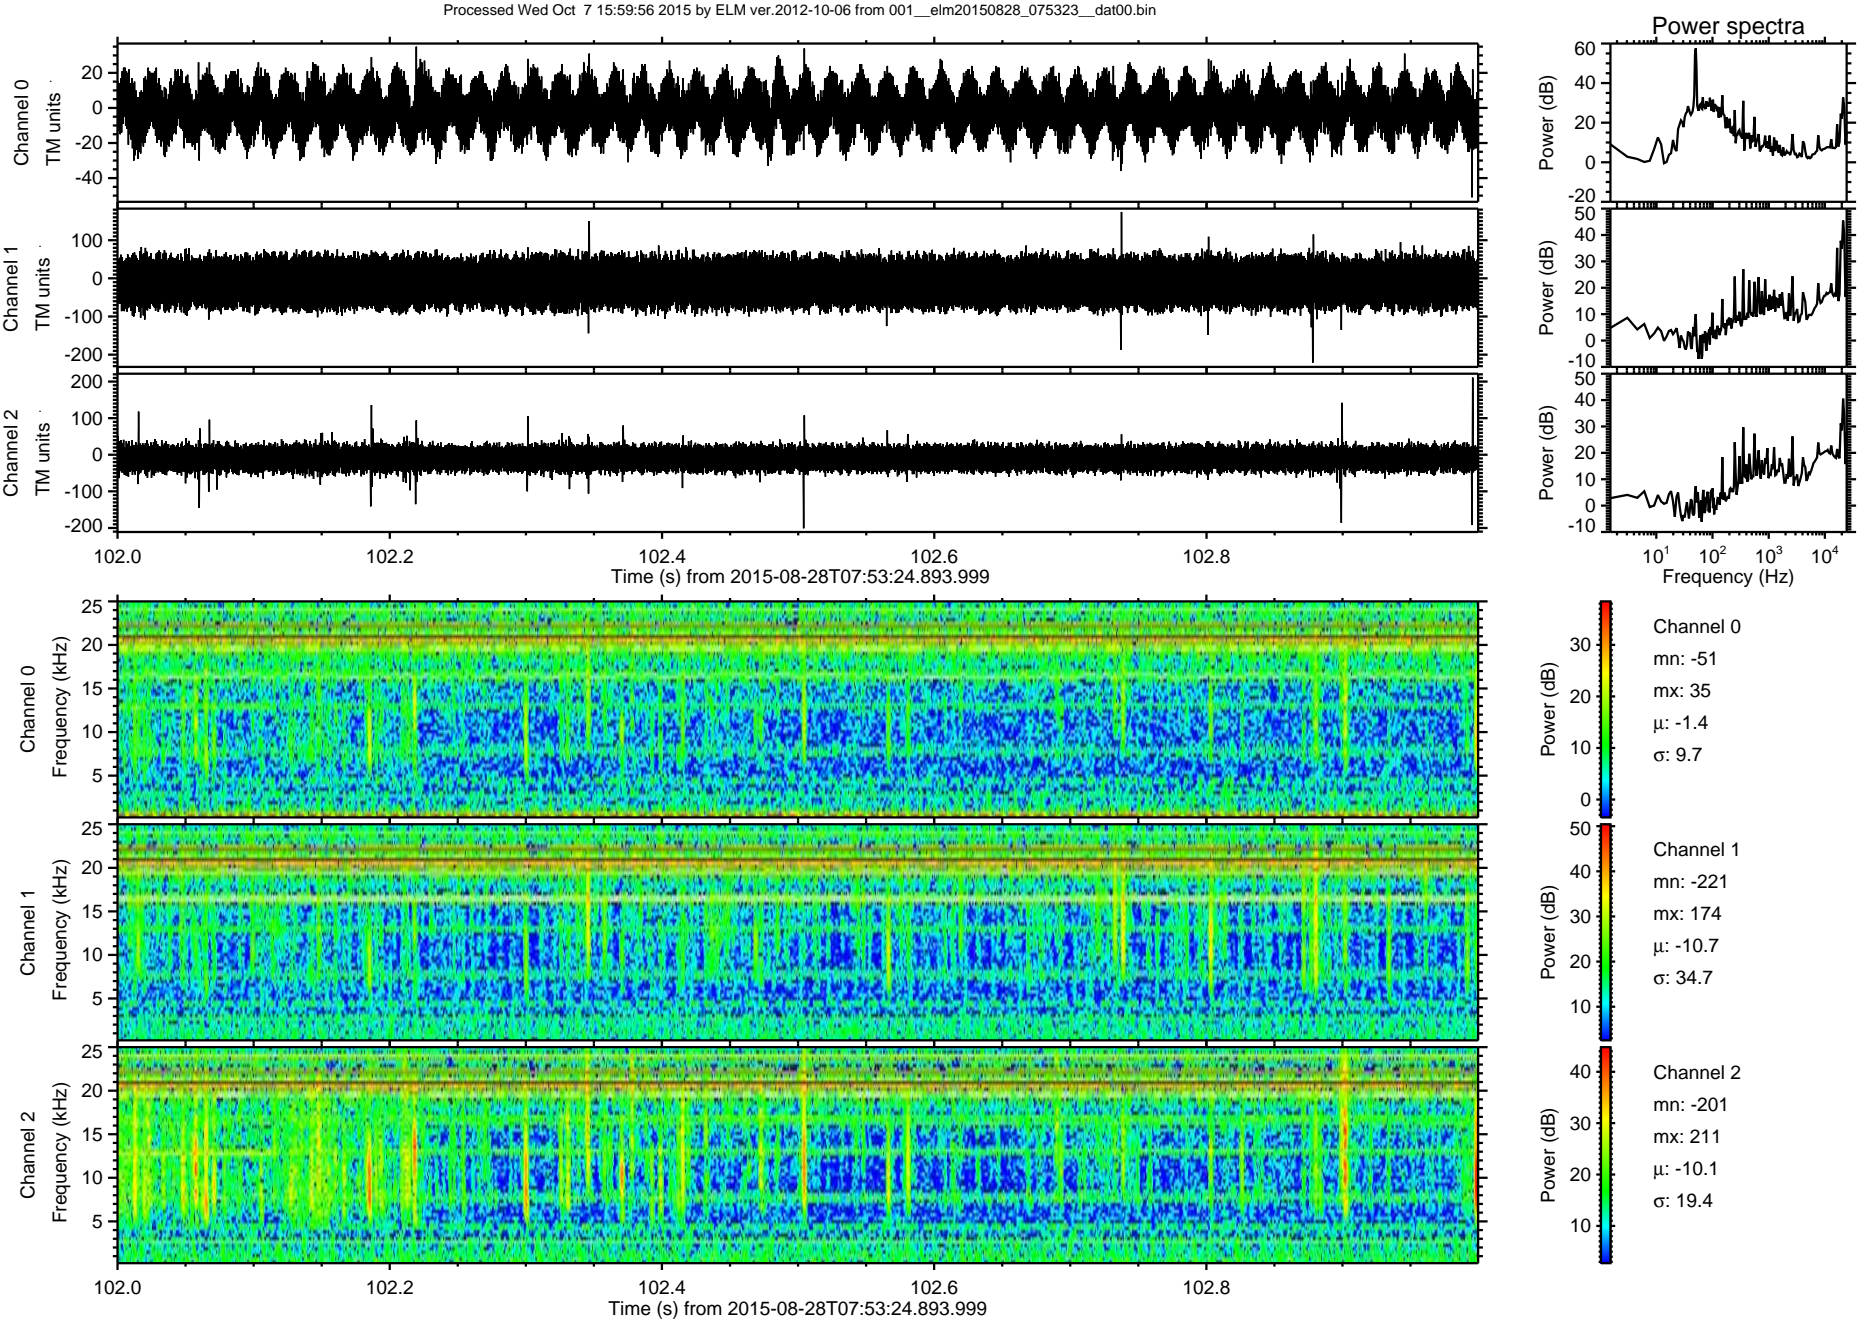 Processed Wed Oct  7 15:59:56 2015 by ELM ver.2012-10-06 from 001__elm20150828_075323__dat00.bin
Power spectra
Channel 0
TM units
20
0
-20
-40
Power (dB)
60
40
20
0
-20
Channel 1
TM units
100
0
-100
-200
Power (dB)
50
40
30
20
10
0
-10
Channel 2
TM units
200
100
0
-100
-200
Power (dB)
50
40
30
20
10
0
-10
102.0 102.2 102.4 102.6 102.8
Time (s) from 2015-08-28T07:53:24.893.999
10^1 10^2 10^3 10^4
Frequency (Hz)
Channel 0
Frequency (kHz)
25
20
15
10
5
Power (dB)
30
20
10
0
Channel 0
mn: -51
mx: 35
μ: -1.4
σ: 9.7
Channel 1
Frequency (kHz)
25
20
15
10
5
Power (dB)
50
40
30
20
10
Channel 1
mn: -221
mx: 174
μ: -10.7
σ: 34.7
Channel 2
Frequency (kHz)
25
20
15
10
5
Power (dB)
40
30
20
10
Channel 2
mn: -201
mx: 211
μ: -10.1
σ: 19.4
102.0 102.2 102.4 102.6 102.8
Time (s) from 2015-08-28T07:53:24.893.999